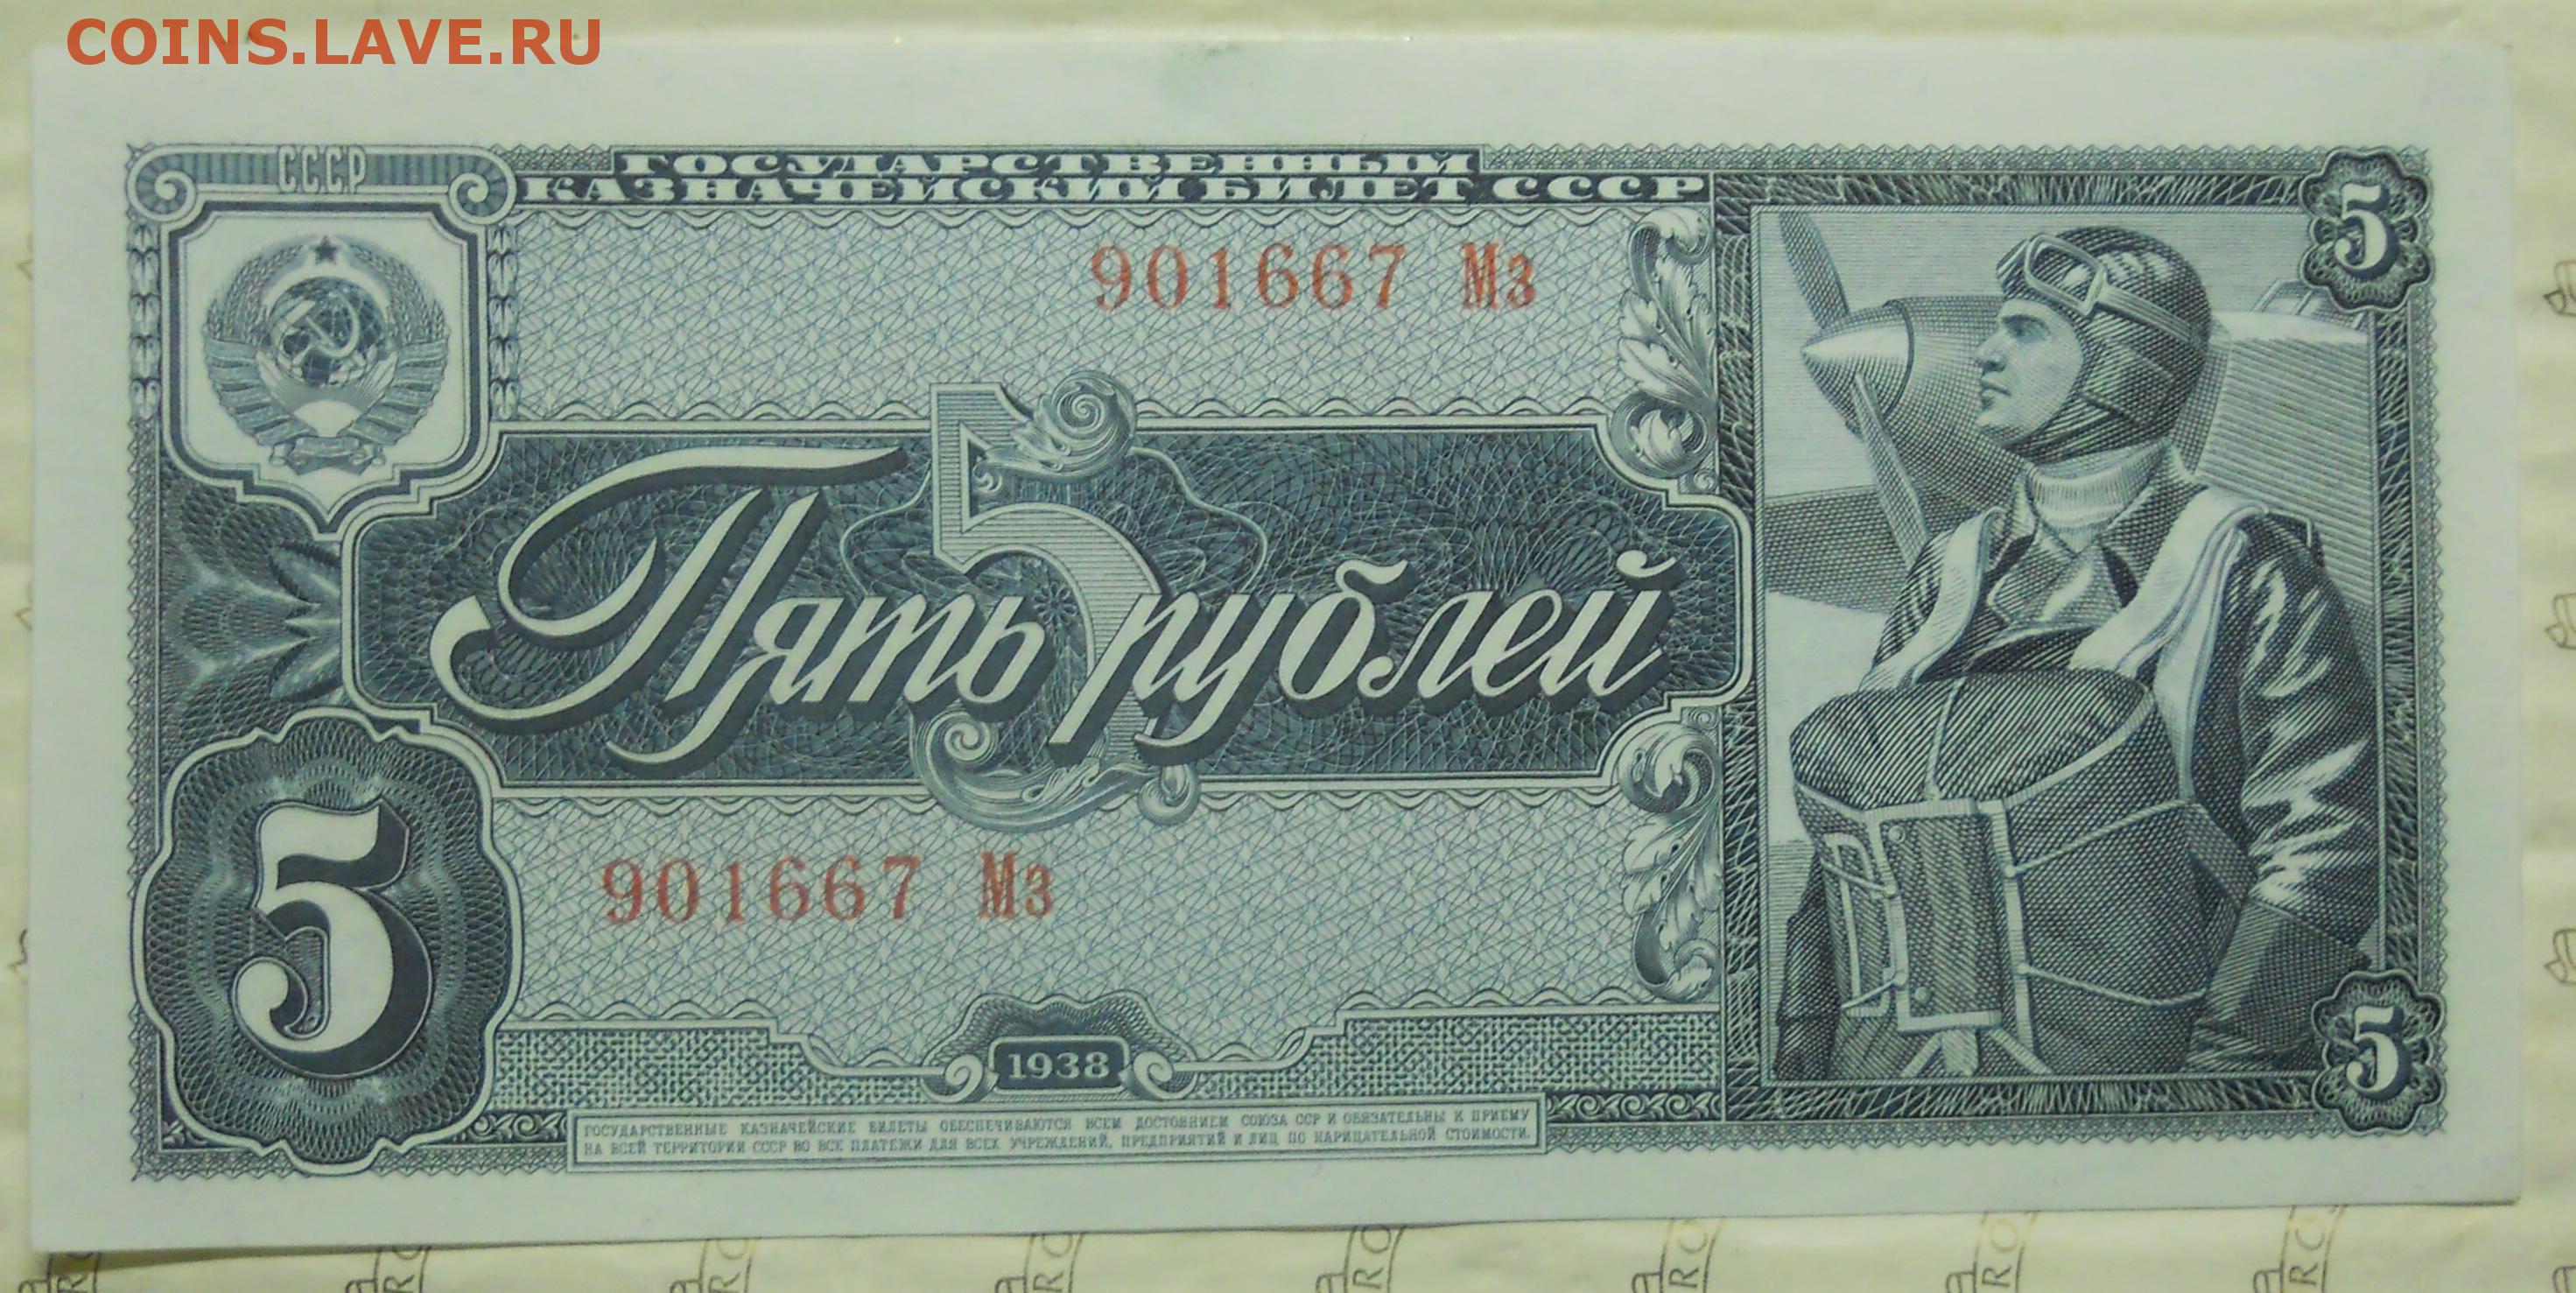 COINS.LAVE.RU
СССР
ГОСУДАРСТВЕННЫЙ
КАЗНАЧЕЙСКИЙ БИЛЕТ СССР
5
901667 Мз
5
Пять рублей
5
901667 Мз
5
1938
ГОСУДАРСТВЕННЫЕ КАЗНАЧЕЙСКИЕ БИЛЕТЫ ОБЕСПЕЧИВАЮТСЯ ВСЕМ ДОСТОЯНИЕМ СОЮЗА ССР И ОБЯЗАТЕЛЬНЫ К ПРИЕМУ
НА ВСЕЙ ТЕРРИТОРИИ СССР ВО ВСЕ ПЛАТЕЖИ ДЛЯ ВСЕХ УЧРЕЖДЕНИЙ, ПРЕДПРИЯТИЙ И ЛИЦ ПО НАРИЦАТЕЛЬНОЙ СТОИМОСТИ.